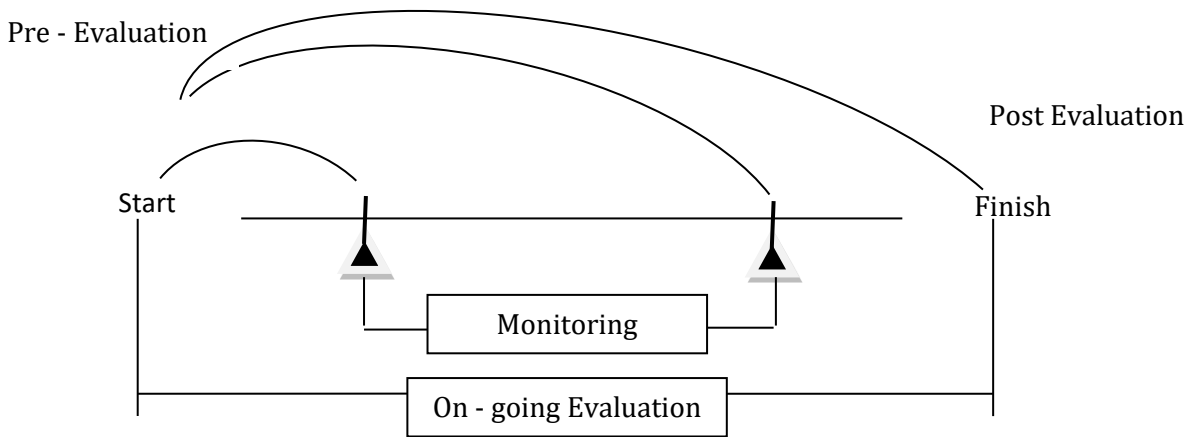 Pre - Evaluation
Post Evaluation
Start
Finish
Monitoring
On - going Evaluation